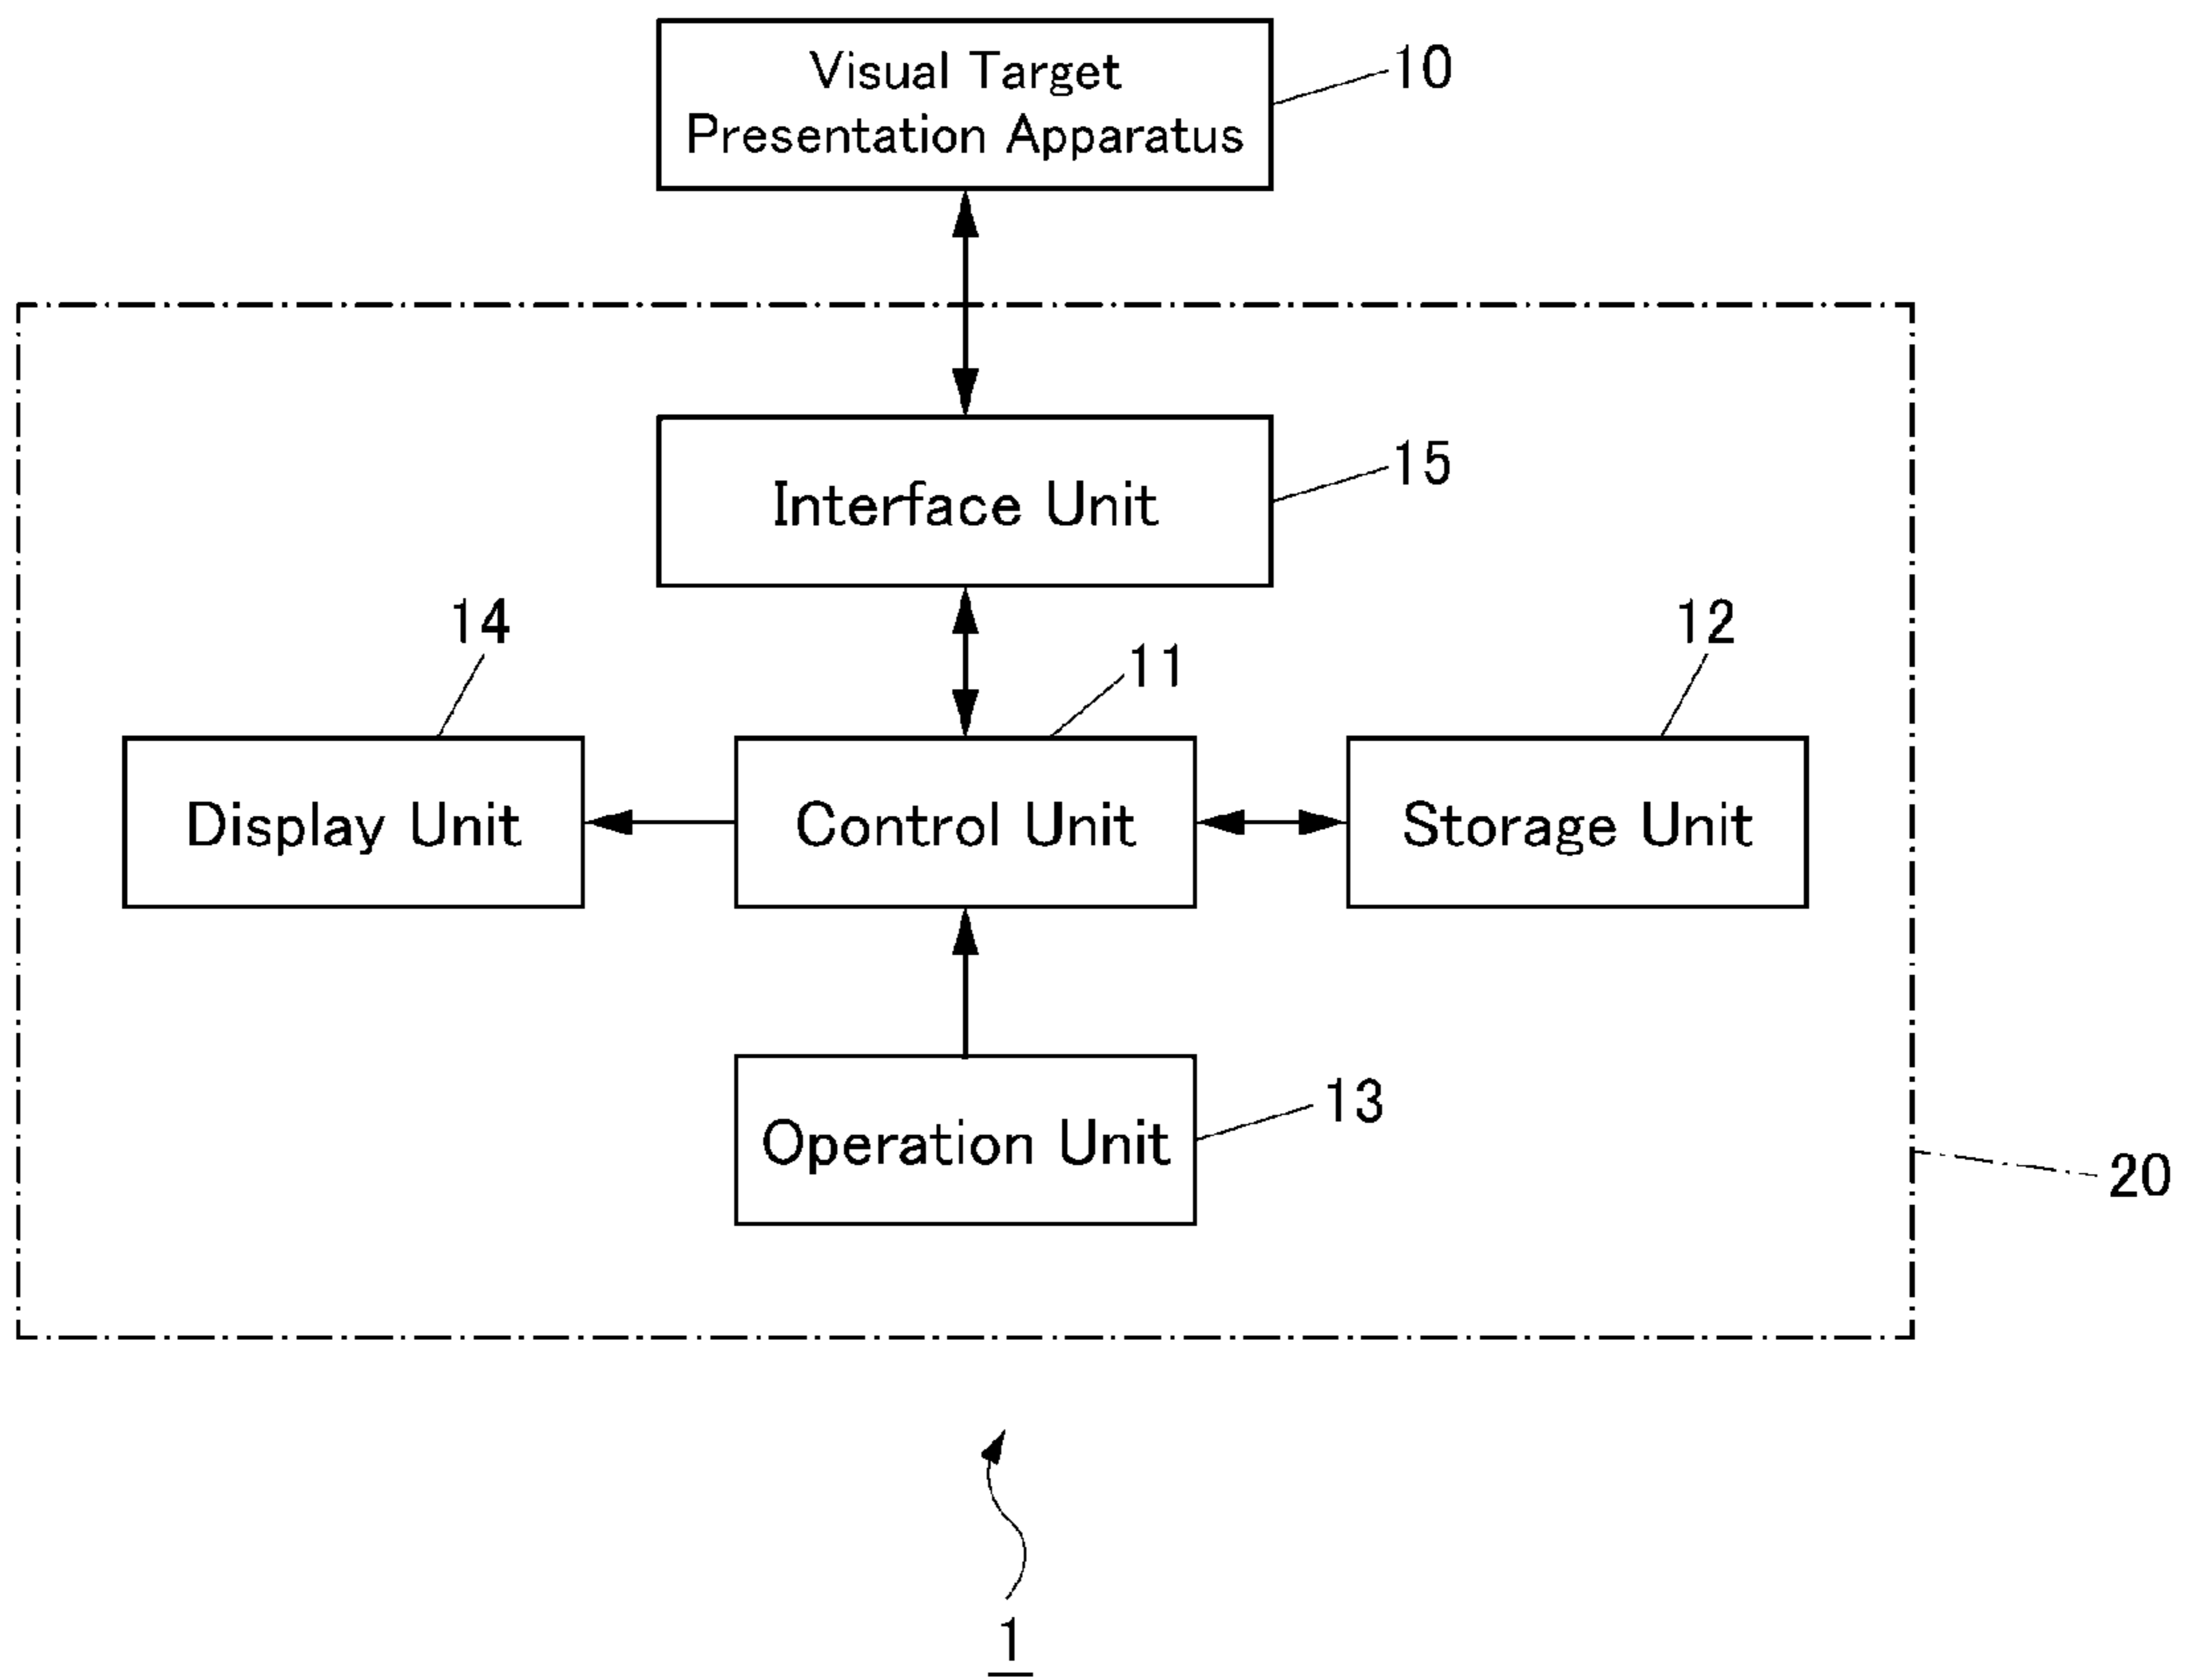 Visual Target
Presentation Apparatus
10
Interface Unit
15
14
11
12
Display Unit
Control Unit
Storage Unit
Operation Unit
13
20
1